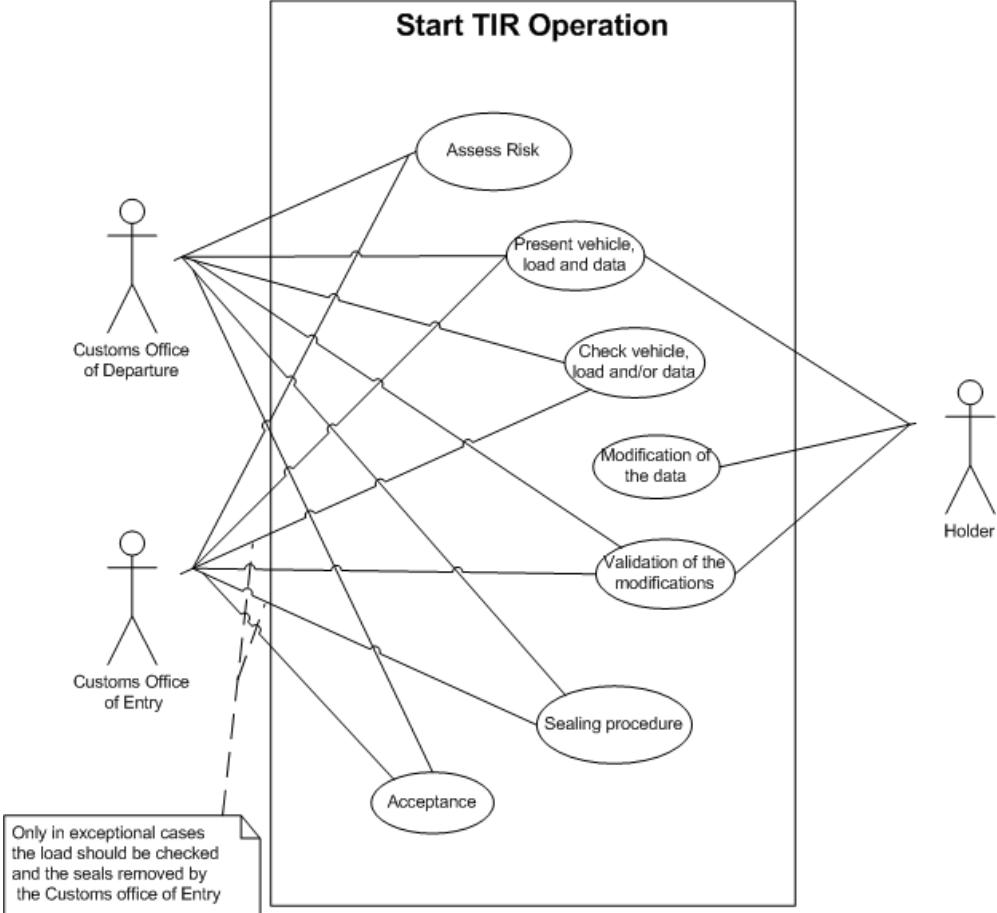 Start TIR Operation
Assess Risk
Present vehicle,
load and data
Customs Office
of Departure
Check vehicle,
load and/or data
Modification of
the data
Holder
Validation of the
modifications
Customs Office
of Entry
Sealing procedure
Acceptance
Only in exceptional cases
the load should be checked
and the seals removed by
the Customs office of Entry